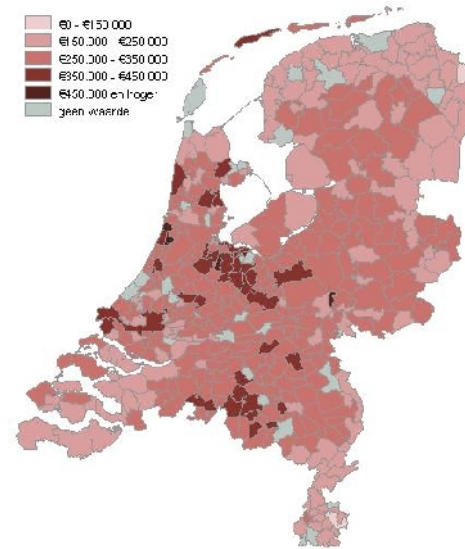 €0 - €150 000
€150.000 - €250 000
€250 000 - €350 000
€350 000 - €450 000
€450.000 en hoger
geen waarde